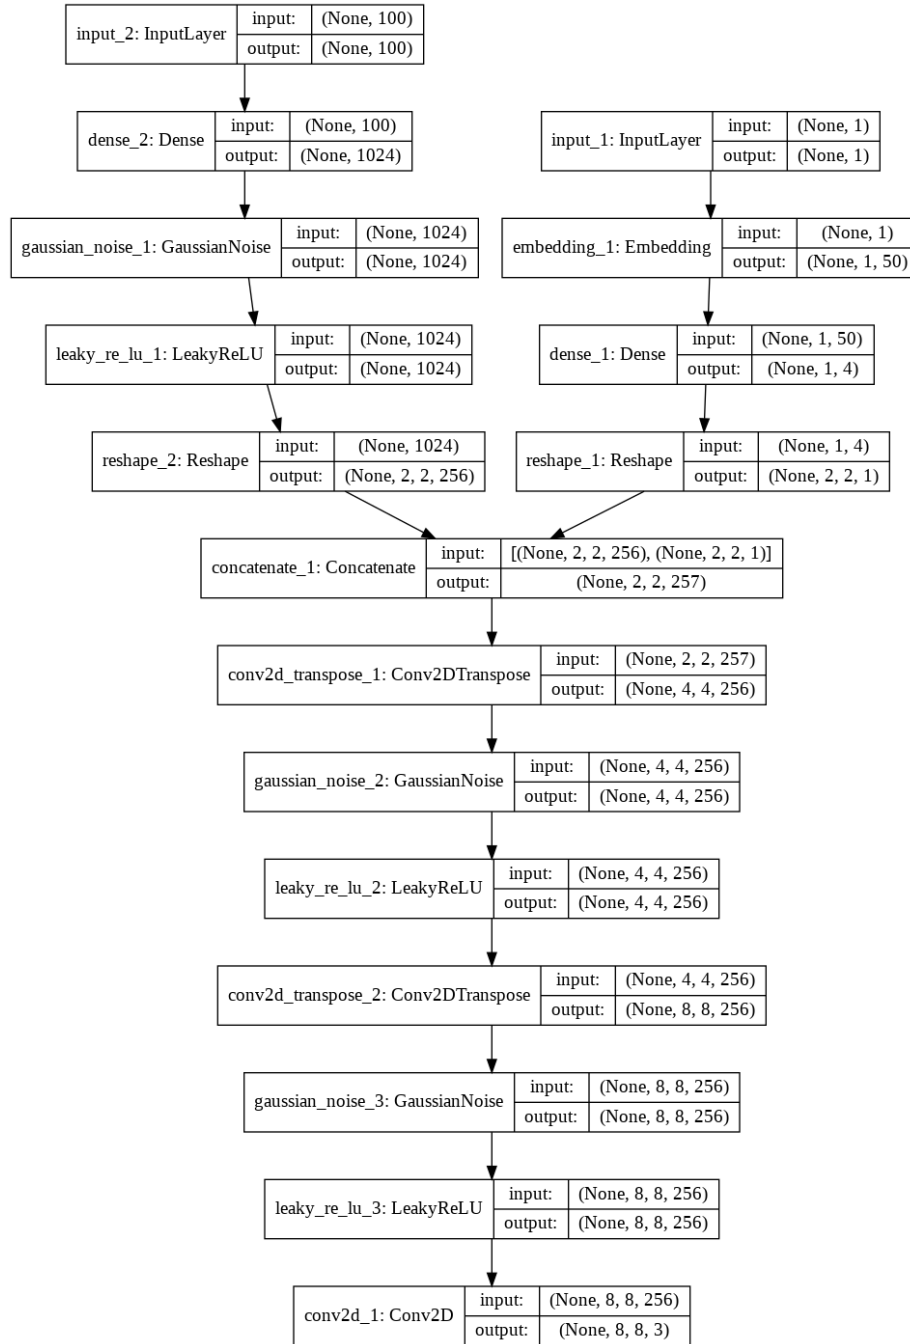 input_2: InputLayer
input: (None, 100)
output: (None, 100)
dense_2: Dense
input: (None, 100)
output: (None, 1024)
input_1: InputLayer
input: (None, 1)
output: (None, 1)
gaussian_noise_1: GaussianNoise
input: (None, 1024)
output: (None, 1024)
embedding_1: Embedding
input: (None, 1)
output: (None, 1, 50)
leaky_re_lu_1: LeakyReLU
input: (None, 1024)
output: (None, 1024)
dense_1: Dense
input: (None, 1, 50)
output: (None, 1, 4)
reshape_2: Reshape
input: (None, 1024)
output: (None, 2, 2, 256)
reshape_1: Reshape
input: (None, 1, 4)
output: (None, 2, 2, 1)
concatenate_1: Concatenate
input: [(None, 2, 2, 256), (None, 2, 2, 1)]
output: (None, 2, 2, 257)
conv2d_transpose_1: Conv2DTranspose
input: (None, 2, 2, 257)
output: (None, 4, 4, 256)
gaussian_noise_2: GaussianNoise
input: (None, 4, 4, 256)
output: (None, 4, 4, 256)
leaky_re_lu_2: LeakyReLU
input: (None, 4, 4, 256)
output: (None, 4, 4, 256)
conv2d_transpose_2: Conv2DTranspose
input: (None, 4, 4, 256)
output: (None, 8, 8, 256)
gaussian_noise_3: GaussianNoise
input: (None, 8, 8, 256)
output: (None, 8, 8, 256)
leaky_re_lu_3: LeakyReLU
input: (None, 8, 8, 256)
output: (None, 8, 8, 256)
conv2d_1: Conv2D
input: (None, 8, 8, 256)
output: (None, 8, 8, 3)